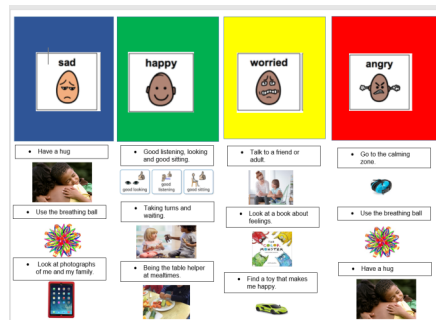 sad
happy
worried
angry
Have a hug.
Use the breathing ball
Look at photographs
of me and my family.
Good listening, looking
and good sitting.
good looking
good
listening
good sitting
Taking turns and
waiting.
Being the table helper
at mealtimes.
Talk to a friend or
adult.
Look at a book about
feelings.
COLOR
MONSTER
Find a toy that makes
me happy.
Go to the calming
zone.
Use the breathing ball
Have a hug